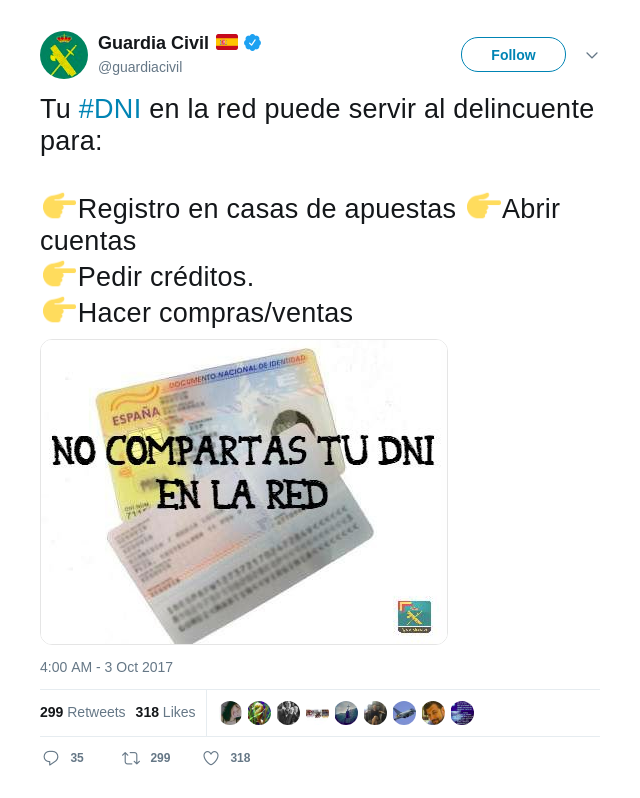 Guardia Civil
@guardiacivil
Follow
Tu #DNI en la red puede servir al delincuente
para:
👉Registro en casas de apuestas 👉Abrir
cuentas
👉Pedir créditos.
👉Hacer compras/ventas
DOCUMENTO NACIONAL DE IDENTIDAD
ESPAÑA
NO COMPARTAS TU DNI
EN LA RED
4:00 AM - 3 Oct 2017
299 Retweets 318 Likes
35 299 318